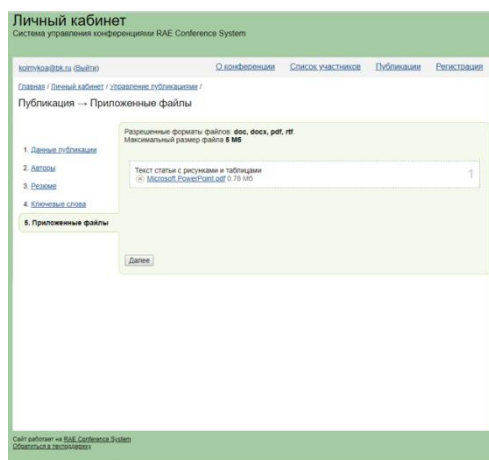 Личный кабинет
Система управления конференциями RAE Conference System
kolmykoa@bk.ru (Выйти)
О конференции Список участников Публикации Регистрация
Главная / Личный кабинет / Управление публикациями /
Публикация → Приложенные файлы
1. Данные публикации
2. Авторы
3. Резюме
4. Ключевые слова
5. Приложенные файлы
Разрешенные форматы файлов: doc, docx, pdf, rtf.
Максимальный размер файла 5 Мб
Текст статьи с рисунками и таблицами
Microsoft PowerPoint.pdf 0.78 Мб
1
Далее
Сайт работает на RAE Conference System
Обратиться в техподдержку